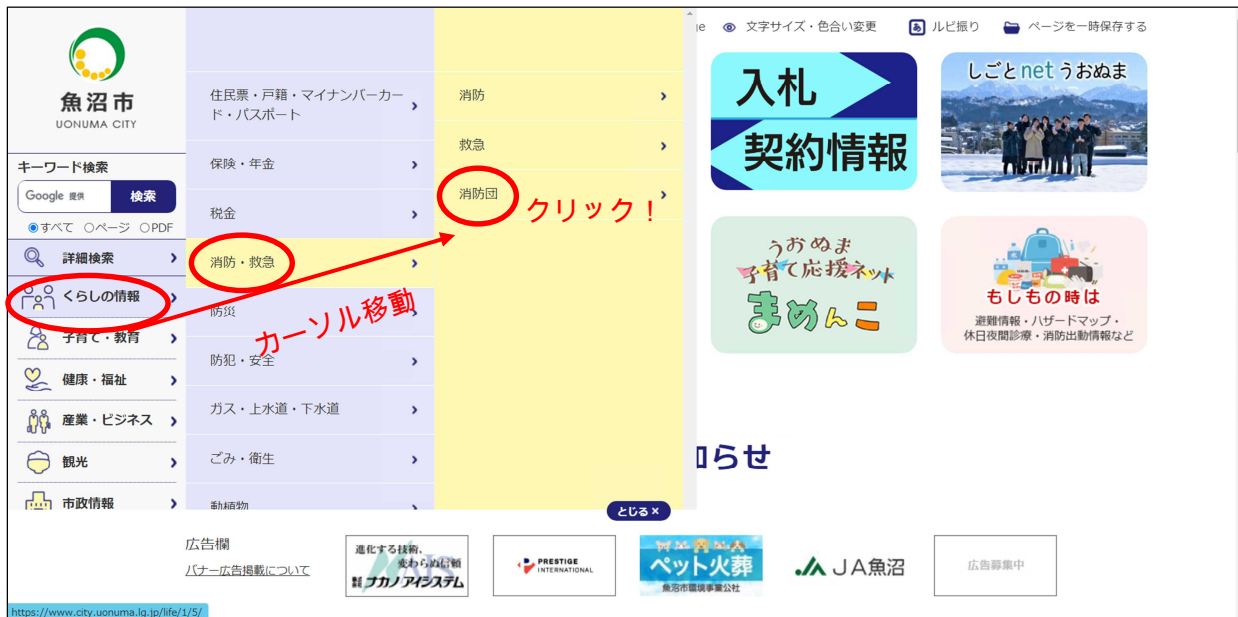 魚沼市
UONUMA CITY
キーワード検索
Google 提供
検索
すべて ページ PDF
詳細検索
くらしの情報
子育て・教育
健康・福祉
産業・ビジネス
観光
市政情報
住民票・戸籍・マイナンバーカー
ド・パスポート
保険・年金
税金
消防・救急
防災
防犯・安全
ガス・上水道・下水道
ごみ・衛生
動植物
消防
救急
消防団
クリック！
カーソル移動
文字サイズ・色合い変更
あ ルビ振り
ページを一時保存する
入札
契約情報
しごとnetうおぬま
うおぬま
子育て応援ネット
まめんこ
もしもの時は
避難情報・ハザードマップ・
休日夜間診療・消防出動情報など
知らせ
とじる×
広告欄
バナー広告掲載について
進化する技術、
変わらぬ信頼
NAIS
株式会社 ナカノアイシステム
PRESTIGE
INTERNATIONAL
ペット火葬
魚沼市環境事業公社
JA魚沼
広告募集中
https://www.city.uonuma.lg.jp/life/1/5/